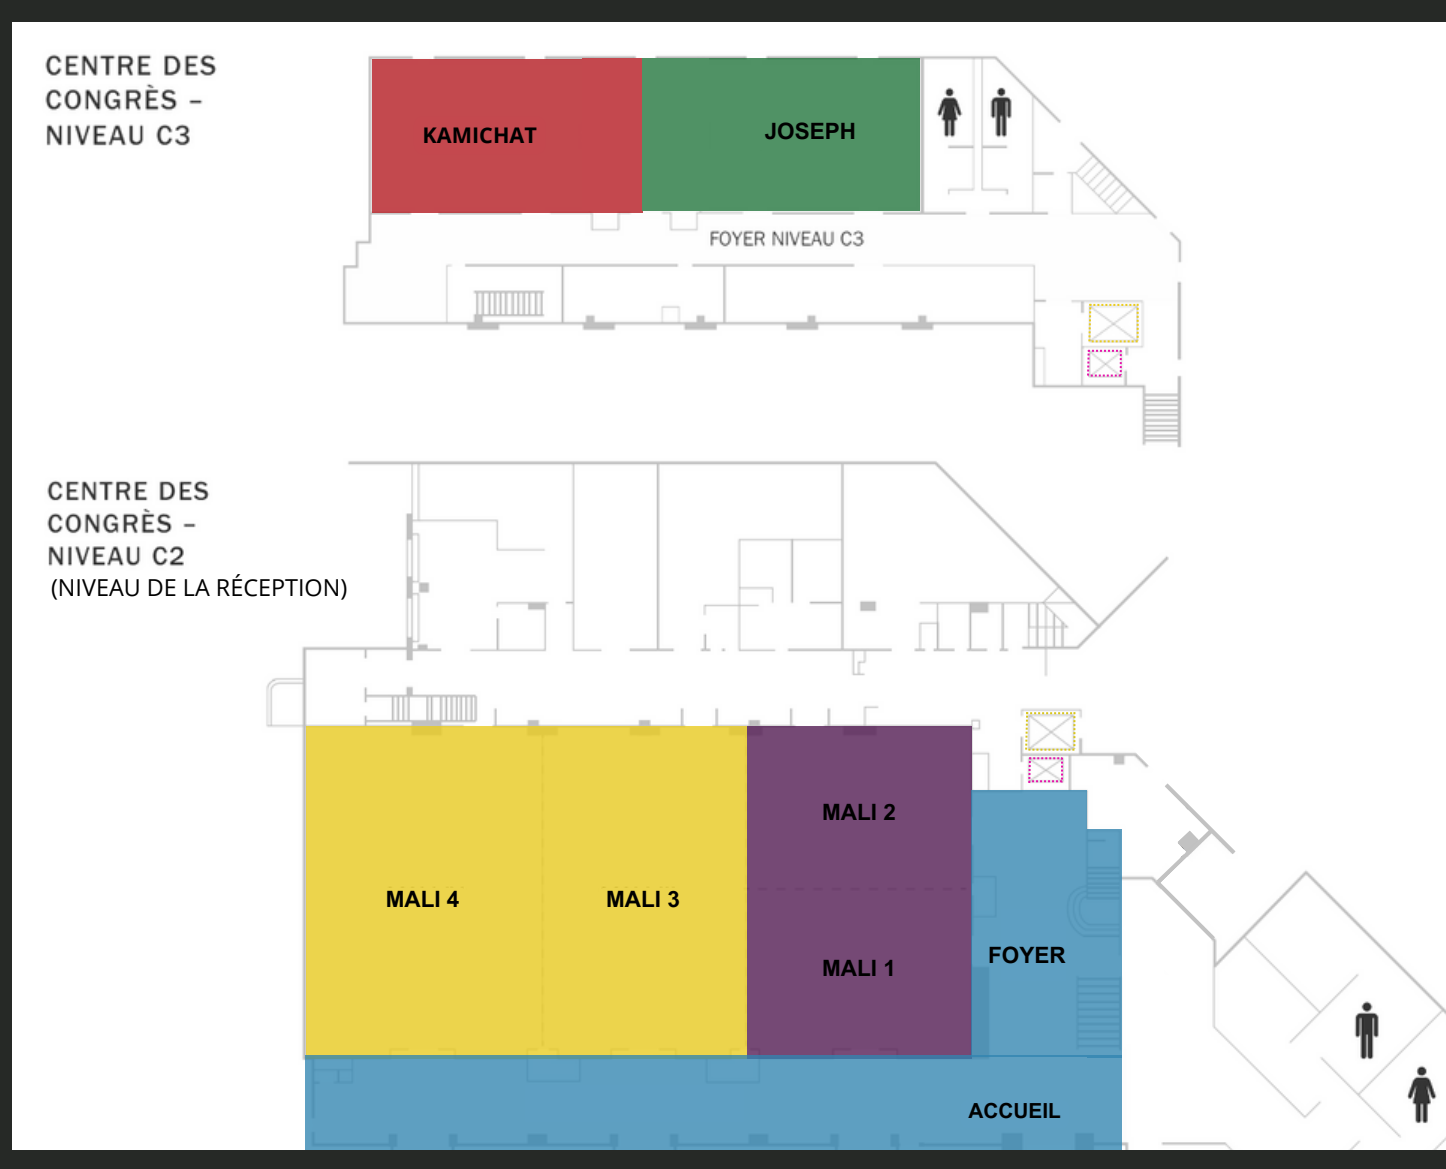 CENTRE DES
CONGRÈS –
NIVEAU C3
KAMICHAT
JOSEPH
FOYER NIVEAU C3
CENTRE DES
CONGRÈS –
NIVEAU C2
(NIVEAU DE LA RÉCEPTION)
MALI 2
MALI 4
MALI 3
MALI 1
FOYER
ACCUEIL